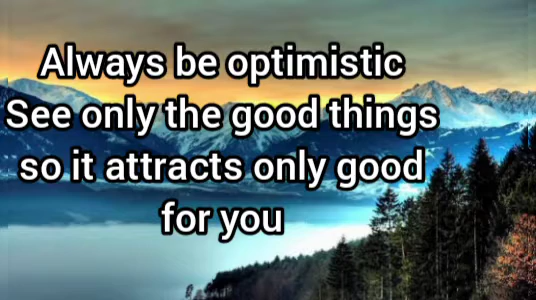 Always be optimistic
See only the good things
so it attracts only good
for you